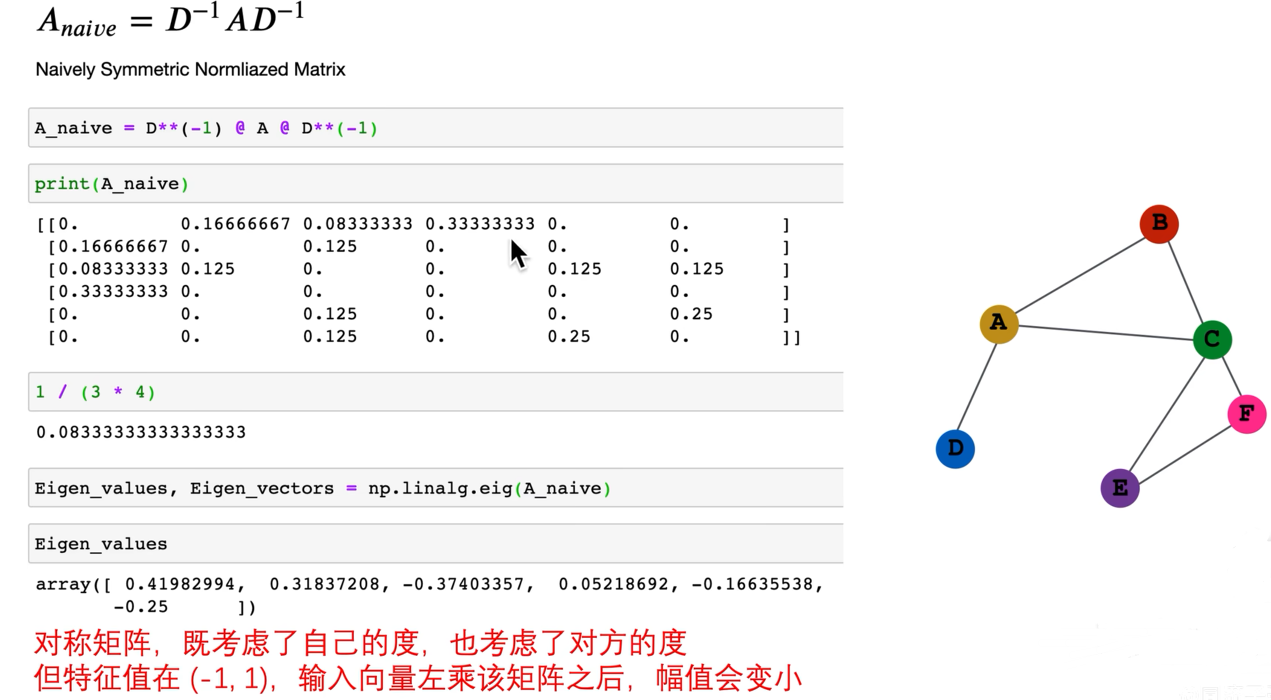 A_{naive} = D^{-1}AD^{-1}
Naively Symmetric Normliazed Matrix
A_naive = D**(-1) @ A @ D**(-1)
print(A_naive)
[[0. 0.16666667 0.08333333 0.33333333 0. 0. ]
[0.16666667 0. 0.125 0. 0. 0. ]
[0.08333333 0.125 0. 0. 0.125 0.125 ]
[0.33333333 0. 0. 0. 0. 0. ]
[0. 0. 0.125 0. 0. 0.25 ]
[0. 0. 0.125 0. 0.25 0. ]]
1 / (3 * 4)
0.08333333333333333
Eigen_values, Eigen_vectors = np.linalg.eig(A_naive)
Eigen_values
array([ 0.41982994, 0.31837208, -0.37403357, 0.05218692, -0.16635538,
-0.25 ])
对称矩阵，既考虑了自己的度，也考虑了对方的度
但特征值在 (-1, 1)，输入向量左乘该矩阵之后，幅值会变小
B
A
C
F
D
E